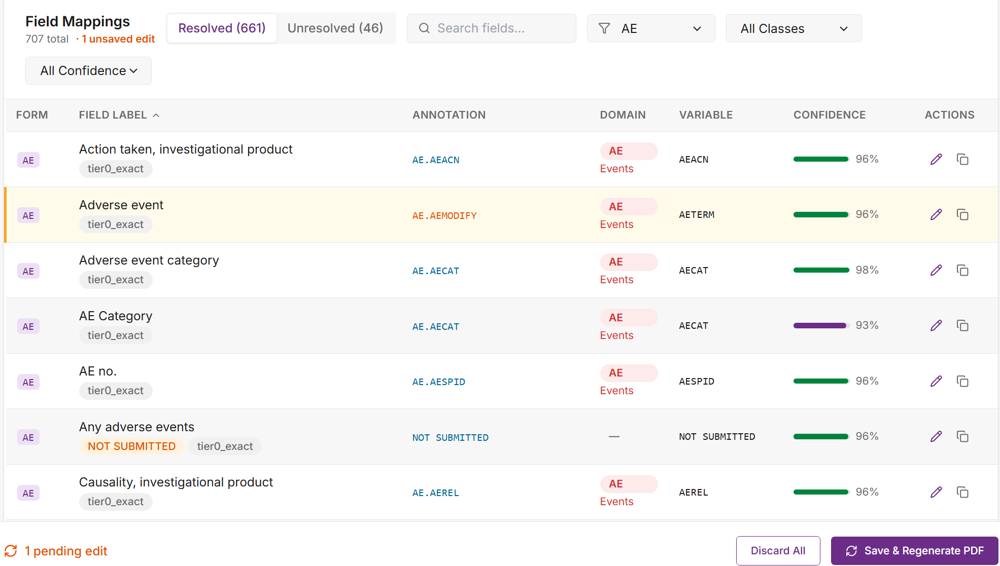 Field Mappings
707 total · 1 unsaved edit
Resolved (661) Unresolved (46)
Search fields...
AE
All Classes
All Confidence
FORM FIELD LABEL ANNOTATION DOMAIN VARIABLE CONFIDENCE ACTIONS
AE Action taken, investigational product AE.AEACN AE AEACN 96%
tier0_exact Events
AE Adverse event AE.AEMODIFY AE AETERM 96%
tier0_exact Events
AE Adverse event category AE.AECAT AE AECAT 98%
tier0_exact Events
AE AE Category AE.AECAT AE AECAT 93%
tier0_exact Events
AE AE no. AE.AESPID AE AESPID 96%
tier0_exact Events
AE Any adverse events NOT SUBMITTED — NOT SUBMITTED 96%
NOT SUBMITTED tier0_exact
AE Causality, investigational product AE.AEREL AE AEREL 96%
tier0_exact Events
1 pending edit
Discard All
Save & Regenerate PDF